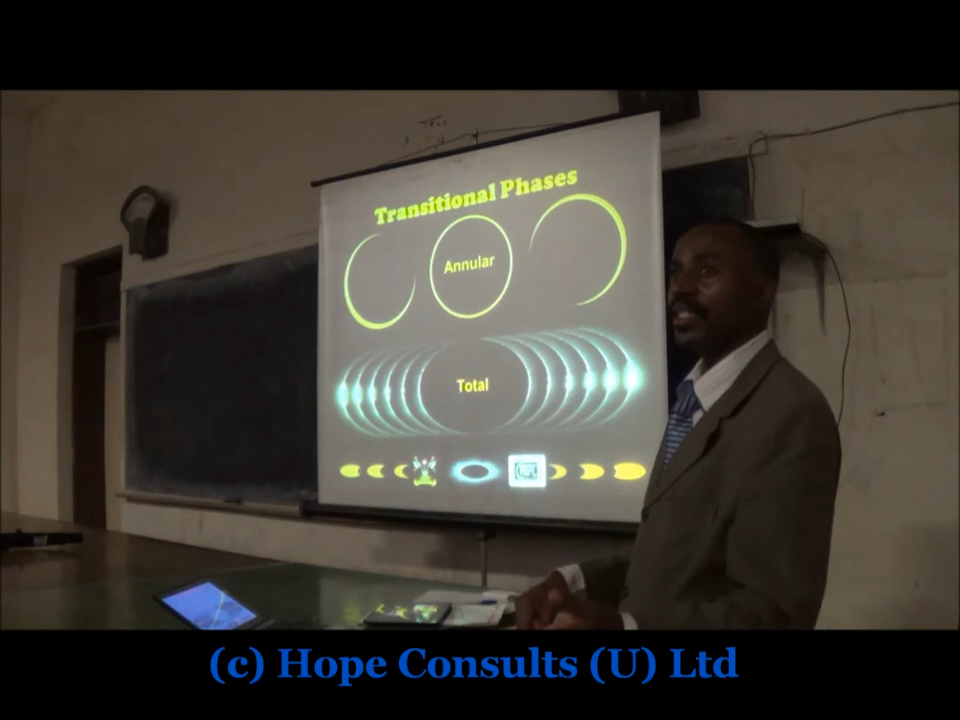 Transitional Phases
Annular
Total
(c) Hope Consults (U) Ltd